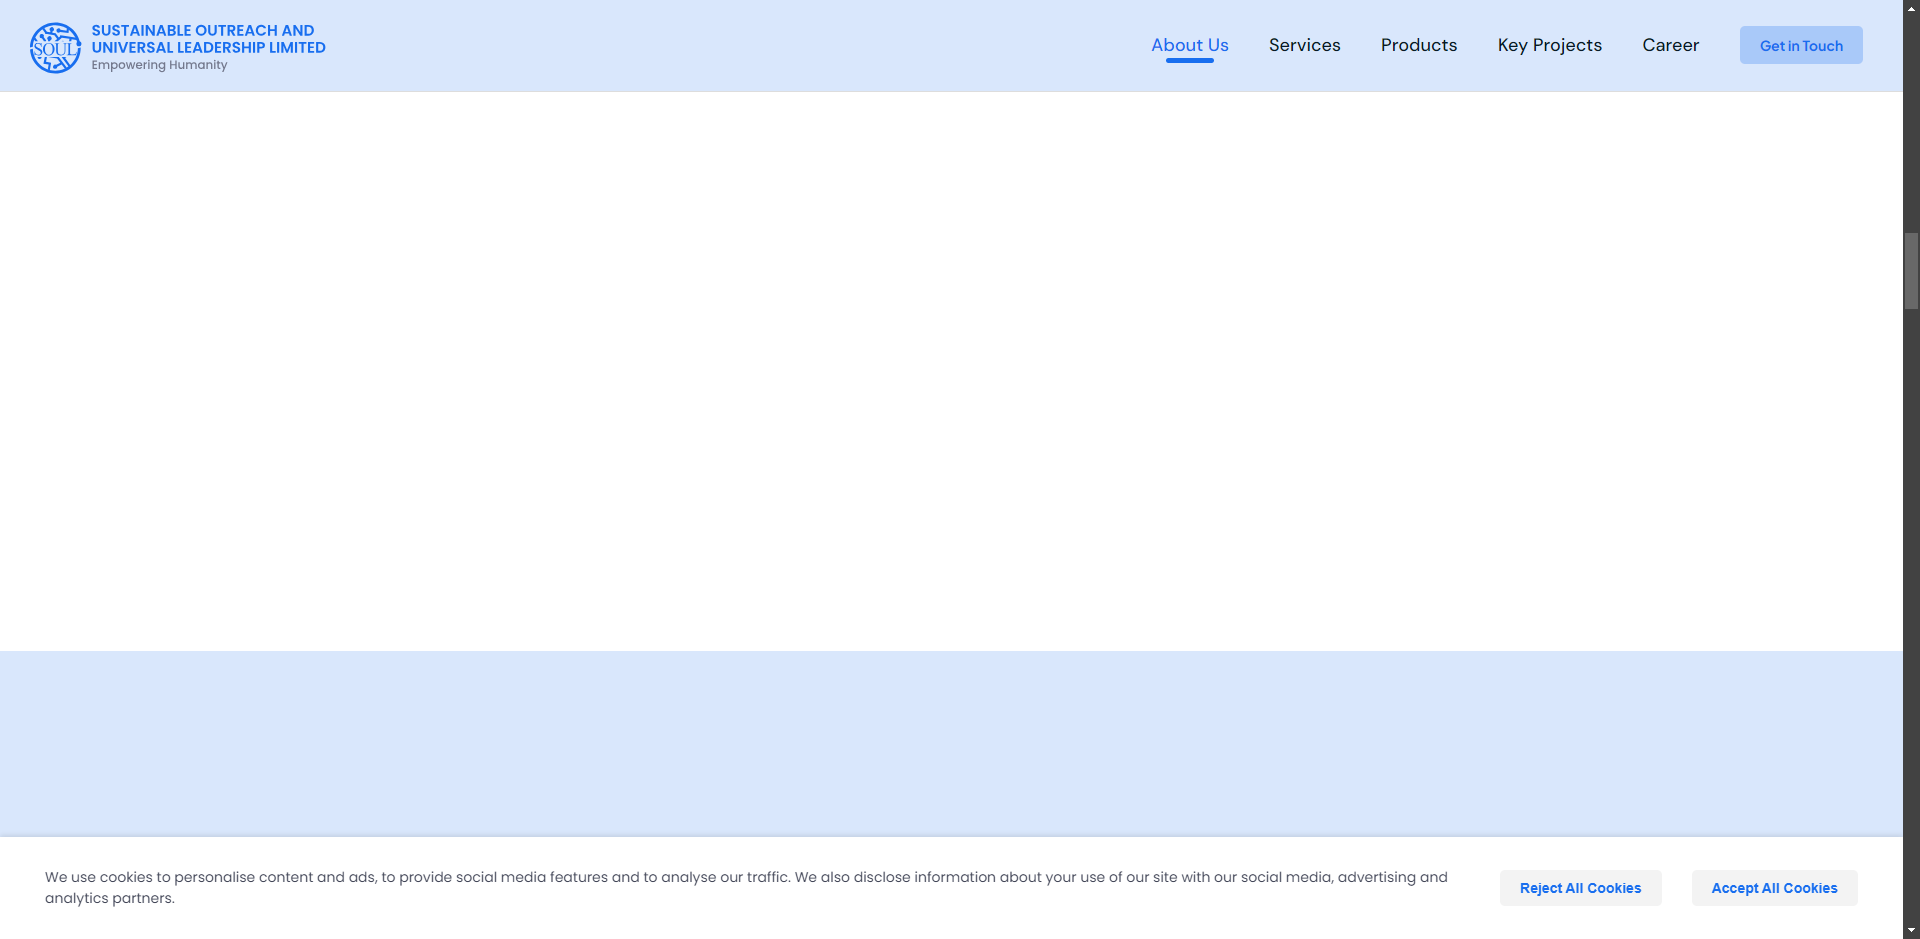 SOUL
SUSTAINABLE OUTREACH AND
UNIVERSAL LEADERSHIP LIMITED
Empowering Humanity
About Us
Services
Products
Key Projects
Career
Get in Touch
We use cookies to personalise content and ads, to provide social media features and to analyse our traffic. We also disclose information about your use of our site with our social media, advertising and
analytics partners.
Reject All Cookies
Accept All Cookies